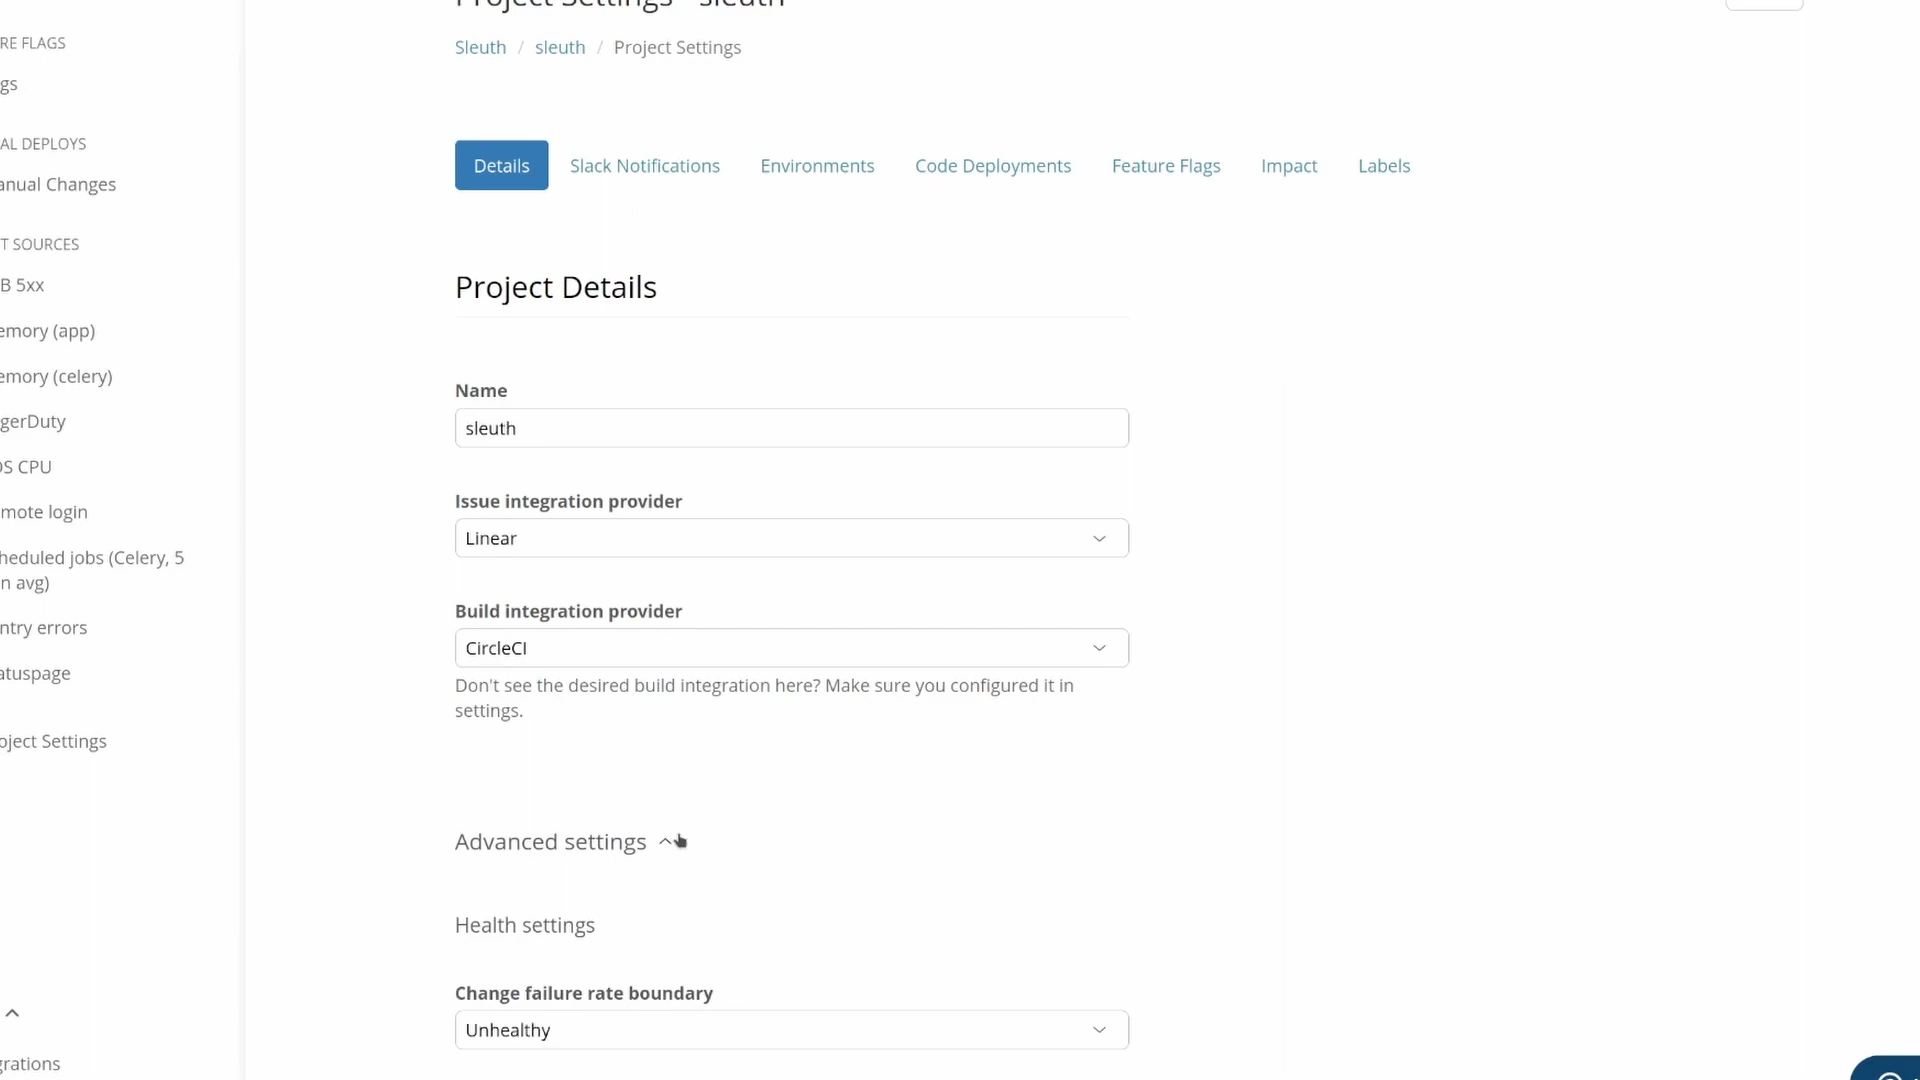 Project Settings - sleuth
Sleuth / sleuth / Project Settings
RE FLAGS
gs
AL DEPLOYS
anual Changes
T SOURCES
B 5xx
emory (app)
emory (celery)
gerDuty
OS CPU
mote login
heduled jobs (Celery, 5
n avg)
ntry errors
atuspage
oject Settings
grations
Details
Slack Notifications
Environments
Code Deployments
Feature Flags
Impact
Labels
Project Details
Name
sleuth
Issue integration provider
Linear
Build integration provider
CircleCI
Don't see the desired build integration here? Make sure you configured it in
settings.
Advanced settings
Health settings
Change failure rate boundary
Unhealthy